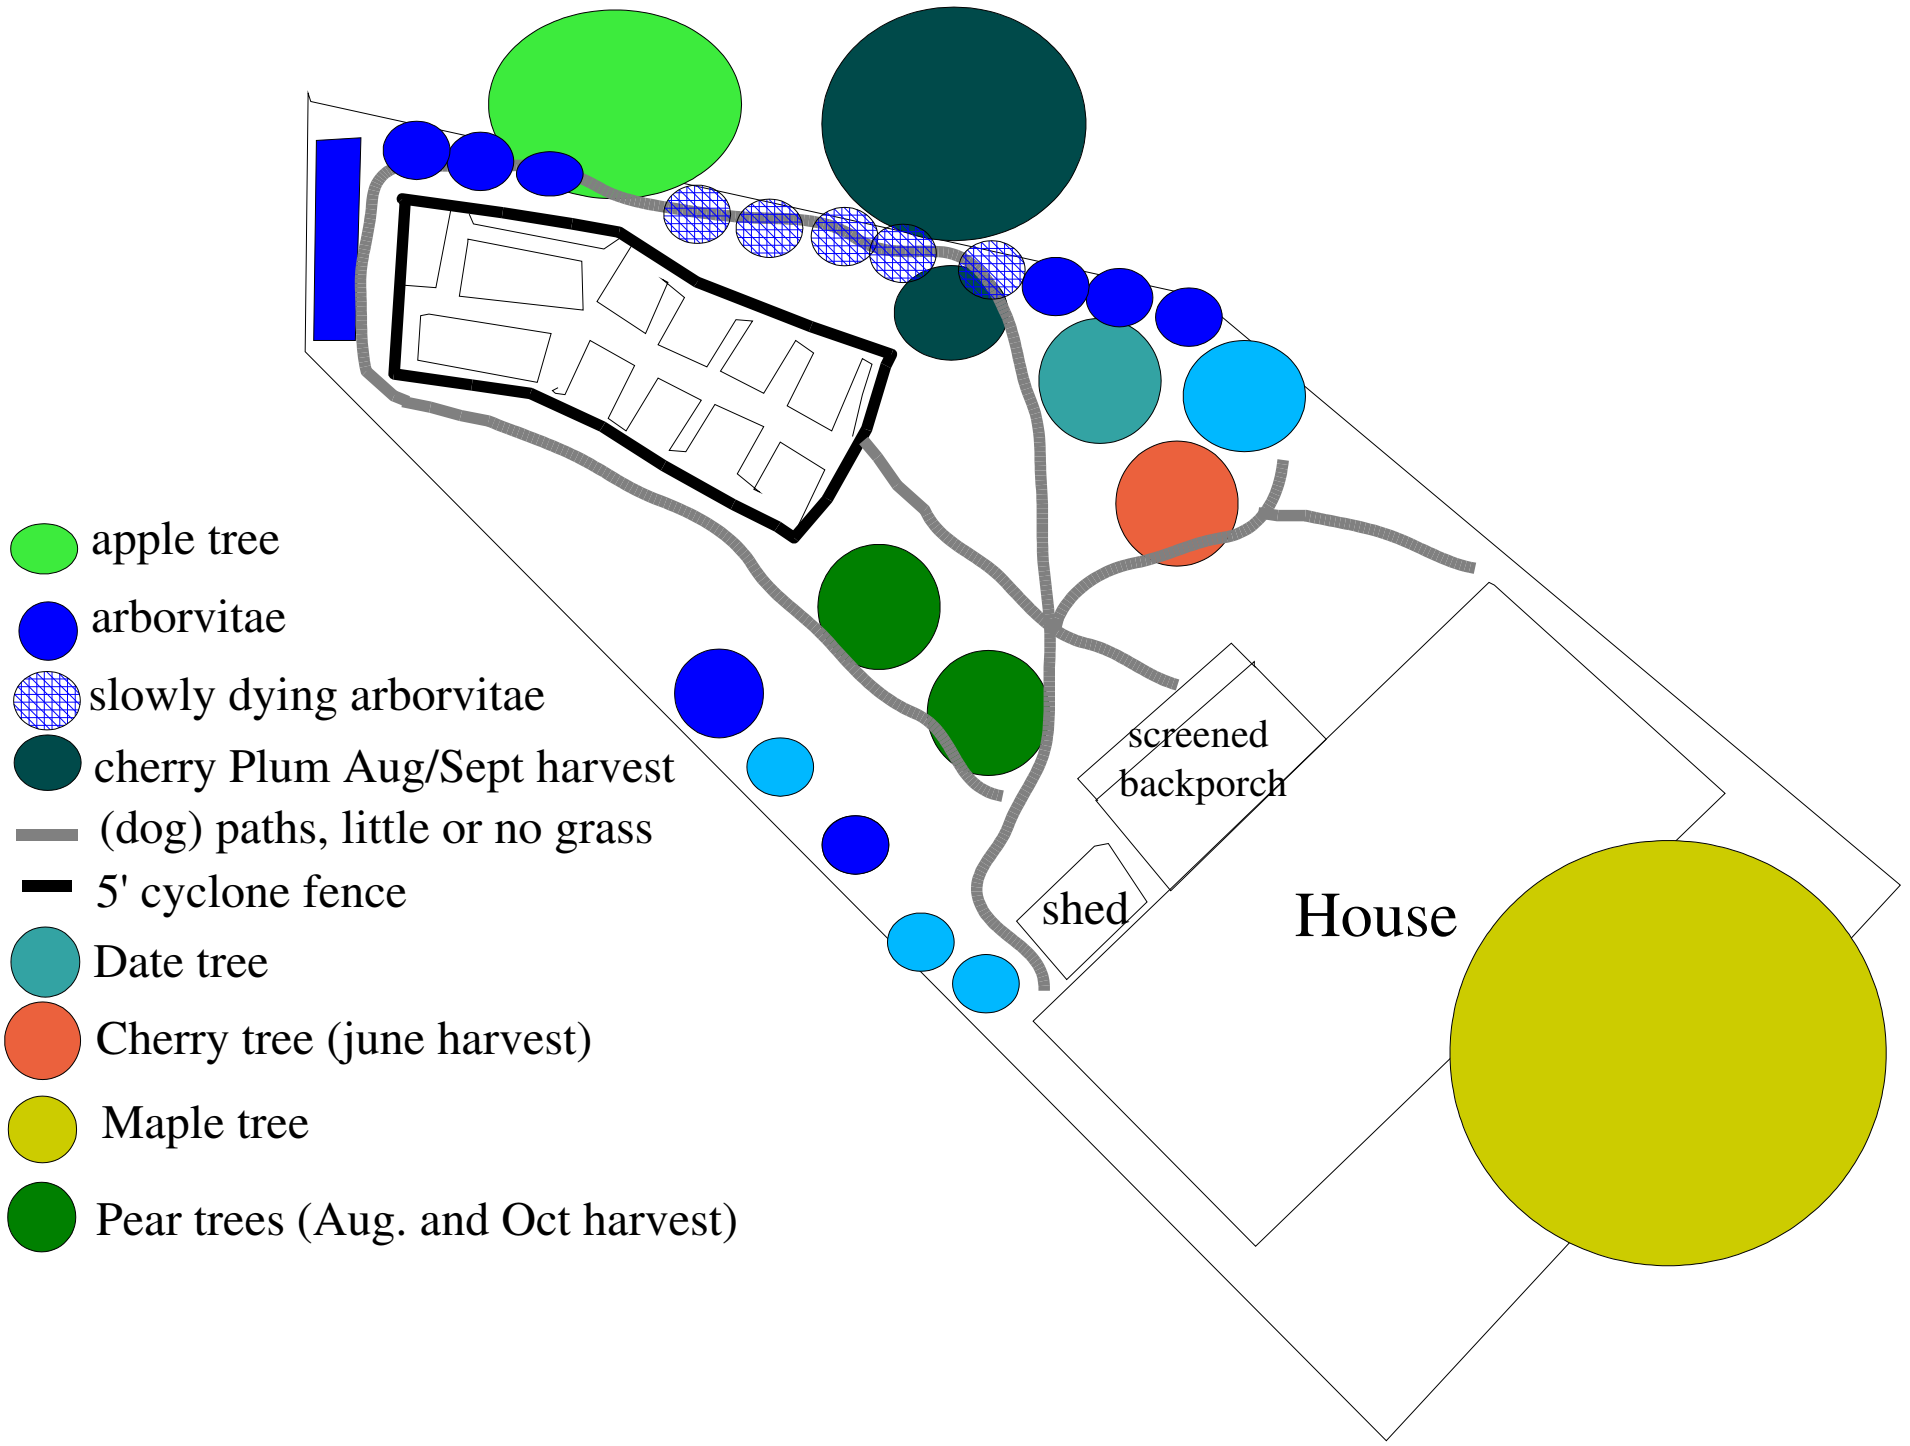 apple tree
arborvitae
slowly dying arborvitae
cherry Plum Aug/Sept harvest
(dog) paths, little or no grass
5' cyclone fence
Date tree
Cherry tree (june harvest)
Maple tree
Pear trees (Aug. and Oct harvest)
screened
backporch
shed
House